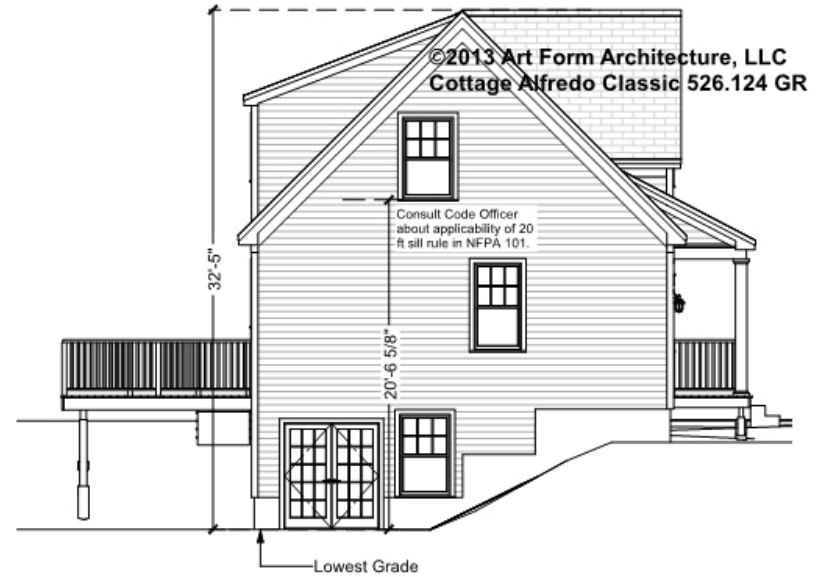 ©2013 Art Form Architecture, LLC
Cottage Alfredo Classic 526.124 GR
Consult Code Officer
about applicability of 20
ft sill rule in NFPA 101.
32'-5"
20'-6 5/8"
Lowest Grade